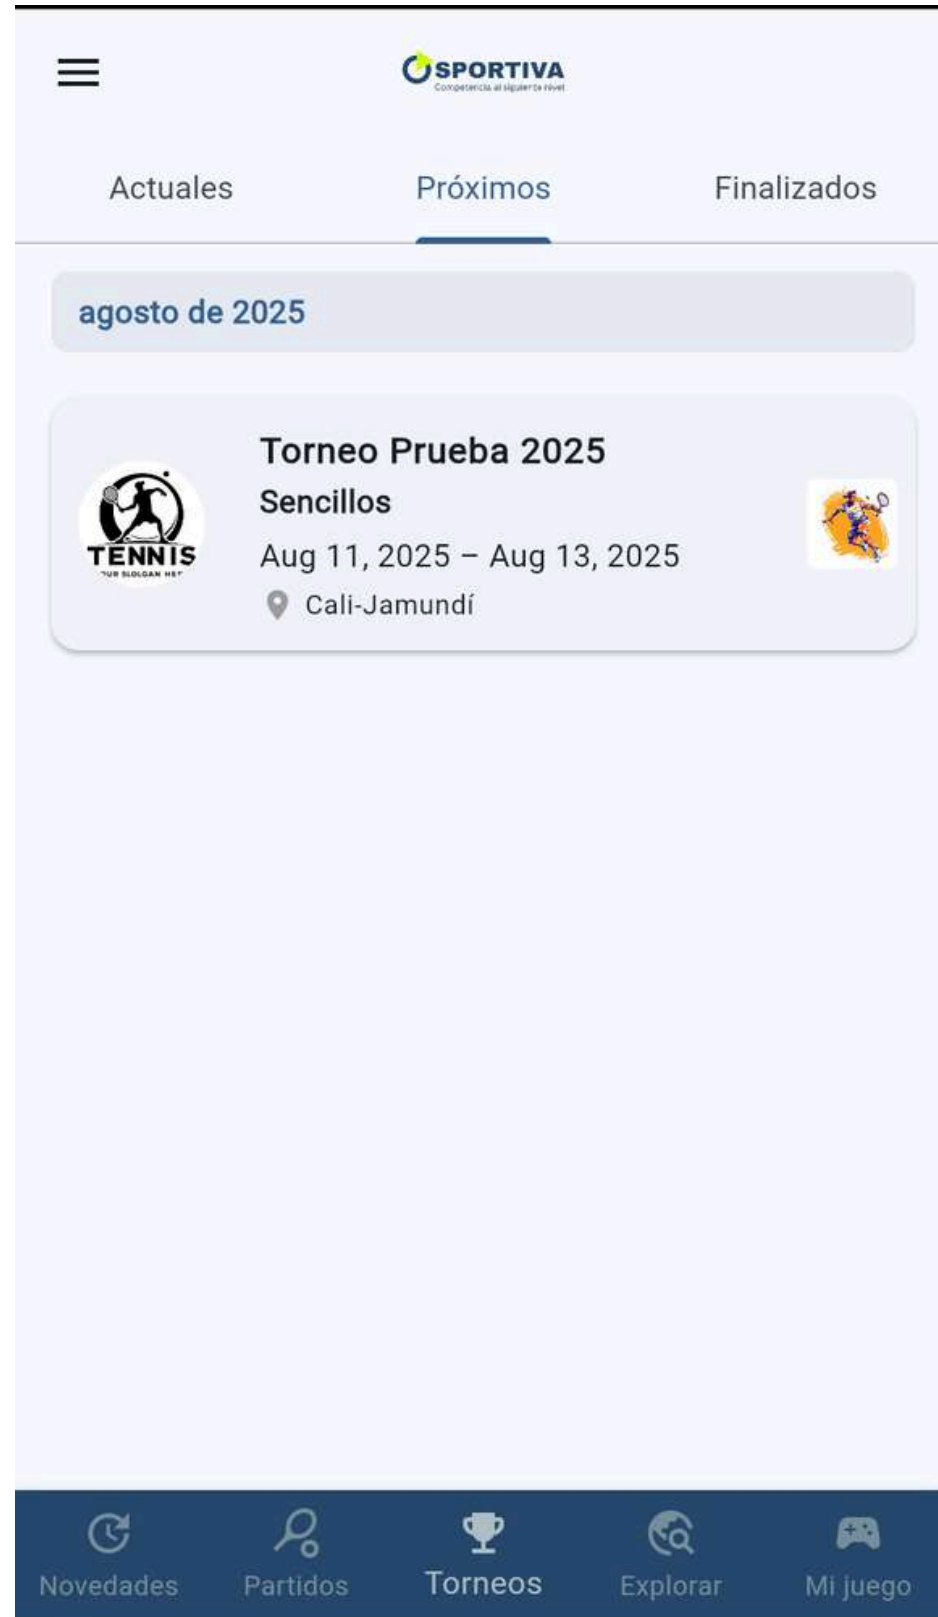 SPORTIVA
Competencia al siguiente nivel
Actuales Próximos Finalizados
agosto de 2025
Torneo Prueba 2025
Sencillos
Aug 11, 2025 – Aug 13, 2025
Cali-Jamundí
TENNIS
Novedades Partidos Torneos Explorar Mi juego